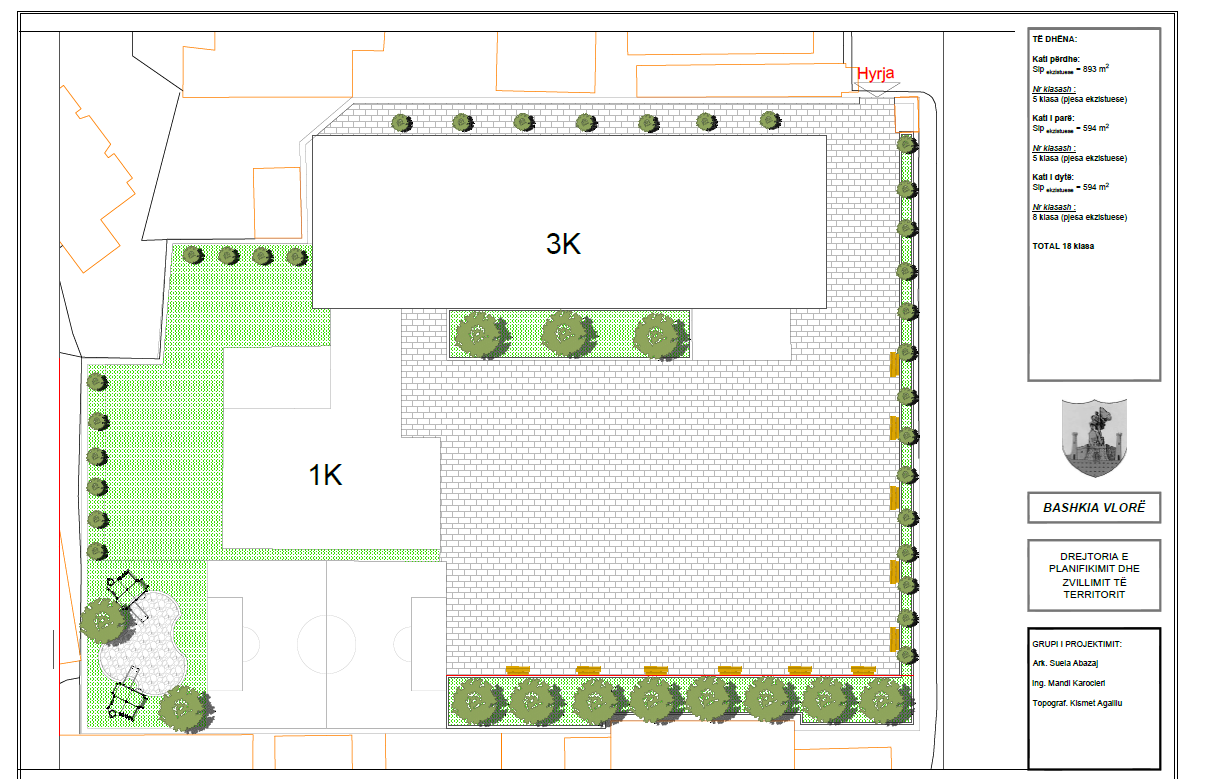 Hyrja
3K
1K
TË DHËNA:
Kati përdhe:
Sip ekzistuese = 893 m²
Nr klasash :
5 klasa (pjesa ekzistuese)
Kati i parë:
Sip ekzistuese = 594 m²
Nr klasash :
5 klasa (pjesa ekzistuese)
Kati i dytë:
Sip ekzistuese = 594 m²
Nr klasash :
8 klasa (pjesa ekzistuese)
TOTAL 18 klasa
BASHKIA VLORË
DREJTORIA E
PLANIFIKIMIT DHE
ZVILLIMIT TË
TERRITORIT
GRUPI I PROJEKTIMIT:
Ark. Suela Abazaj
Ing. Mandi Karocieri
Topograf. Kismet Agalliu